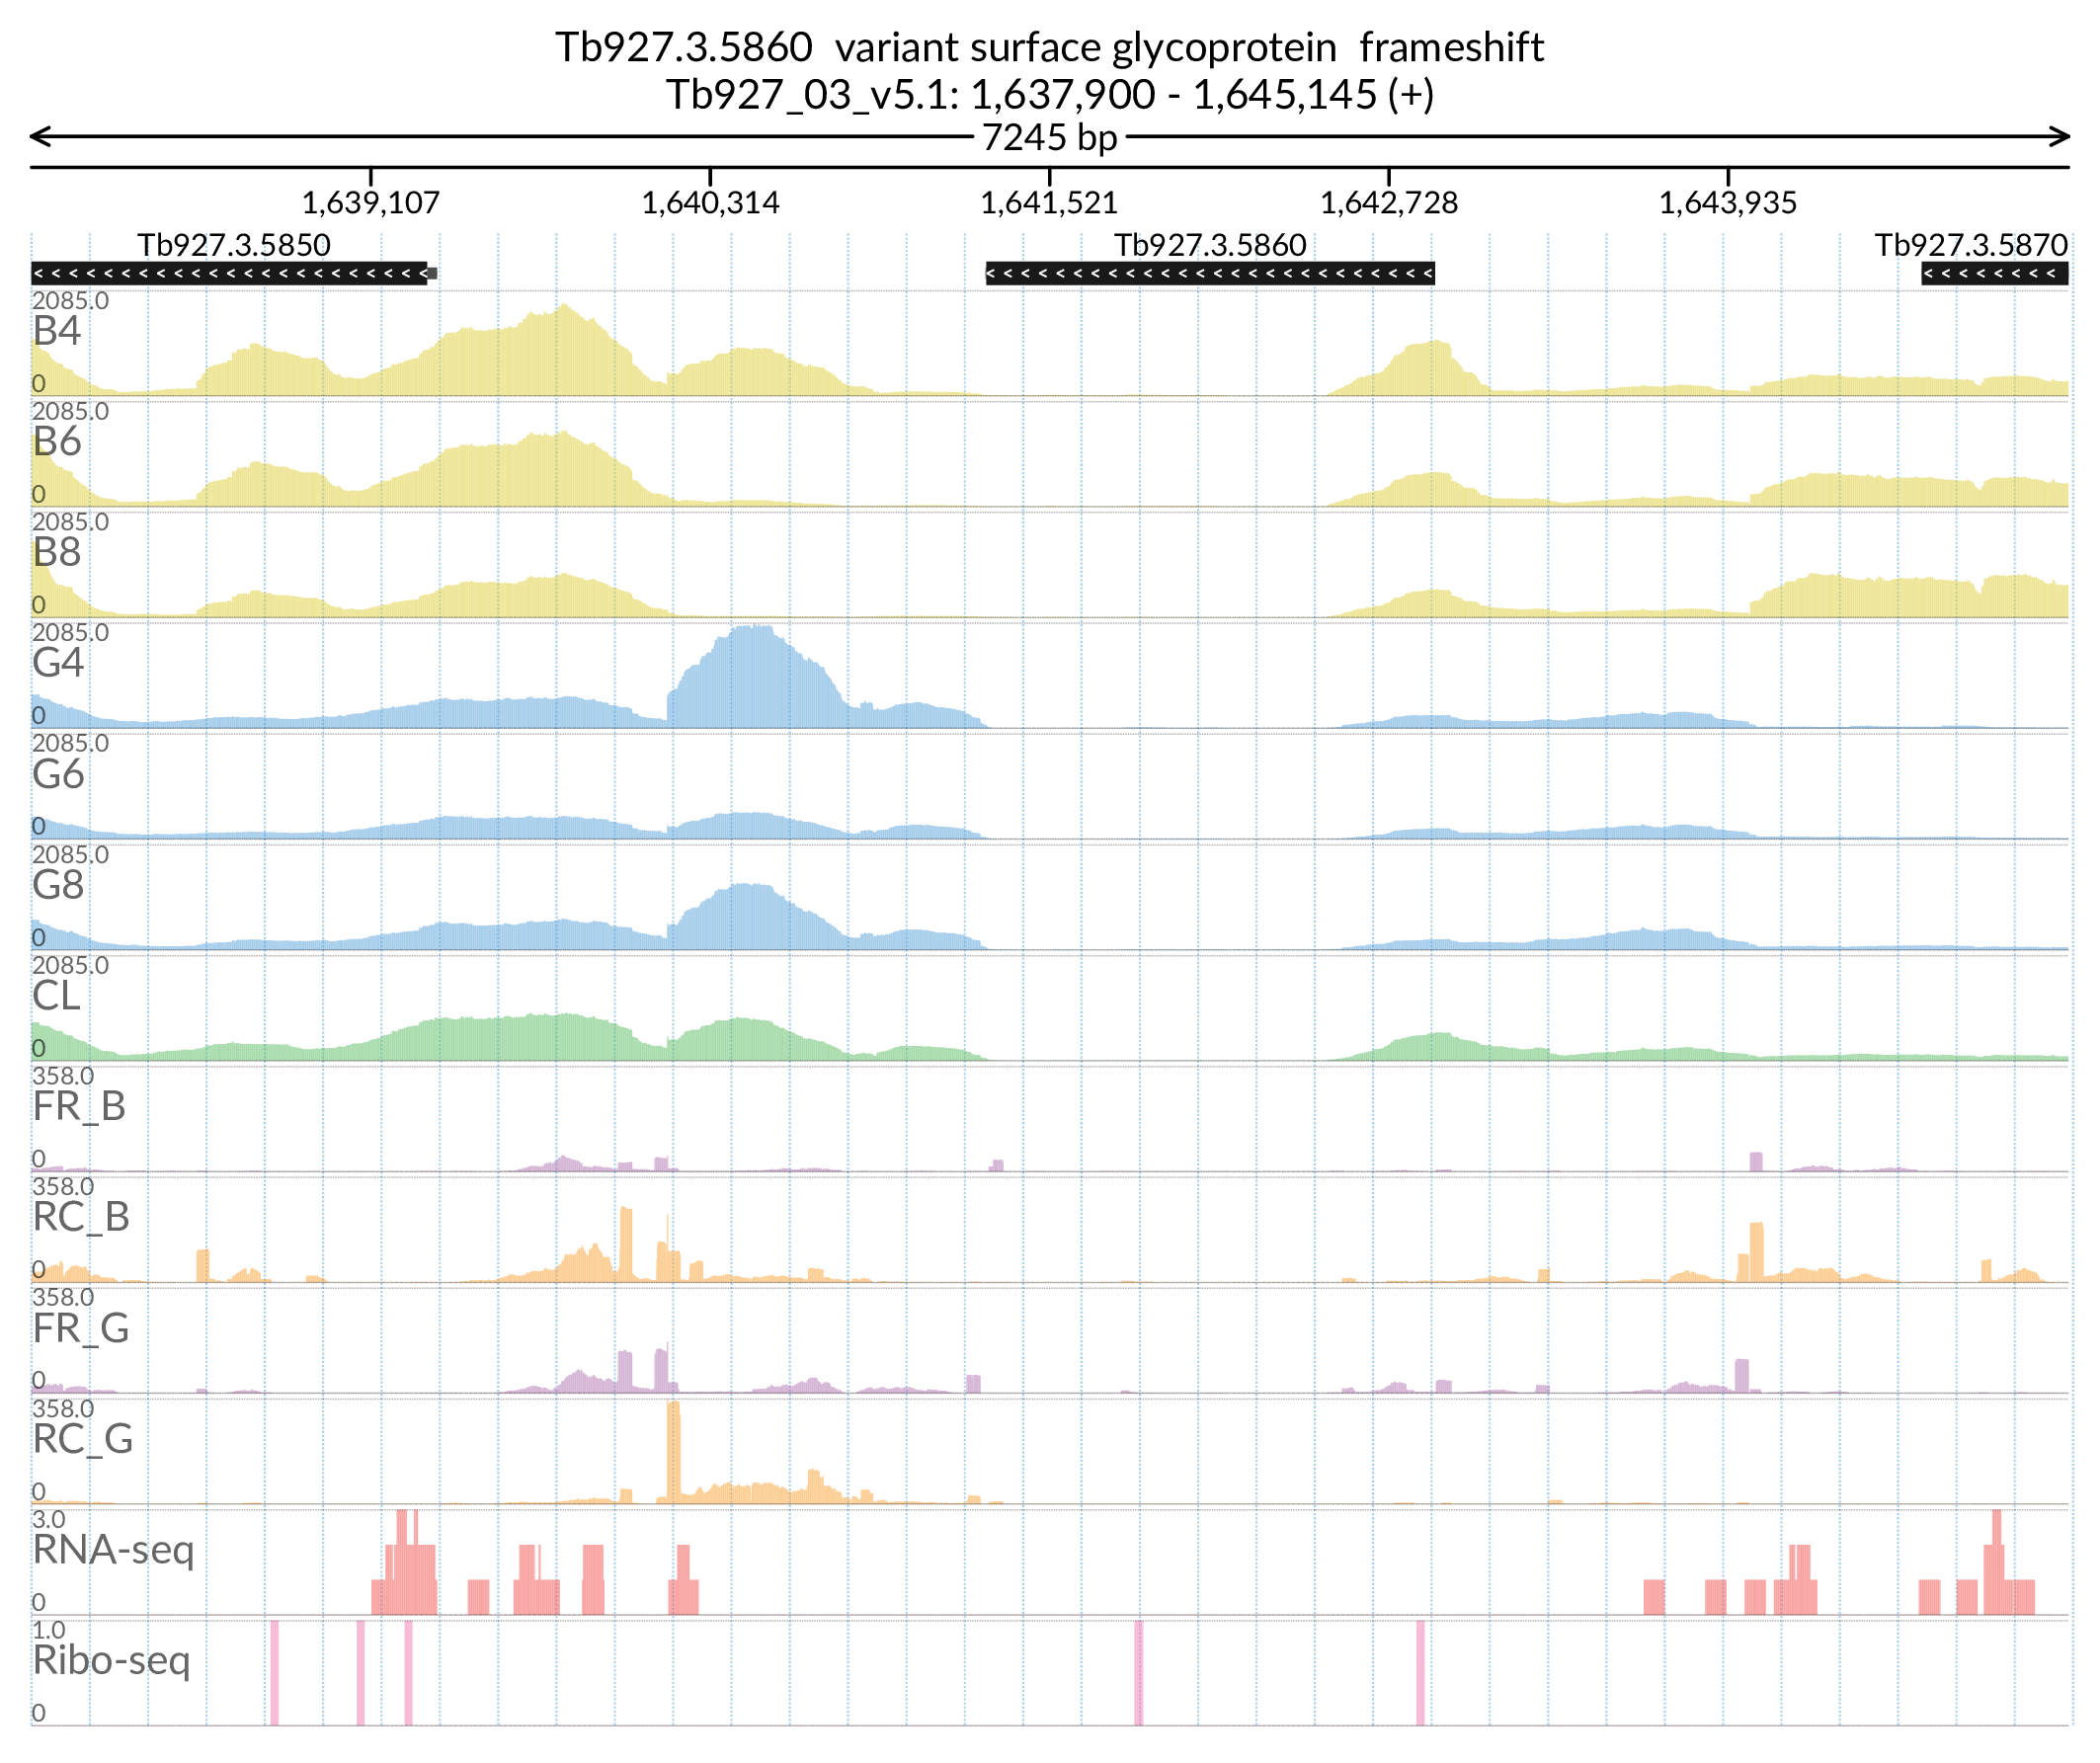 Tb927.3.5860 variant surface glycoprotein frameshift
Tb927_03_v5.1: 1,637,900 - 1,645,145 (+)
7245 bp
1,639,107 1,640,314 1,641,521 1,642,728 1,643,935
Tb927.3.5850 Tb927.3.5860 Tb927.3.5870
2085.0
B4
0
2085.0
B6
0
2085.0
B8
0
2085.0
G4
0
2085.0
G6
0
2085.0
G8
0
2085.0
CL
0
358.0
FR_B
0
358.0
RC_B
0
358.0
FR_G
0
358.0
RC_G
0
3.0
RNA-seq
0
1.0
Ribo-seq
0